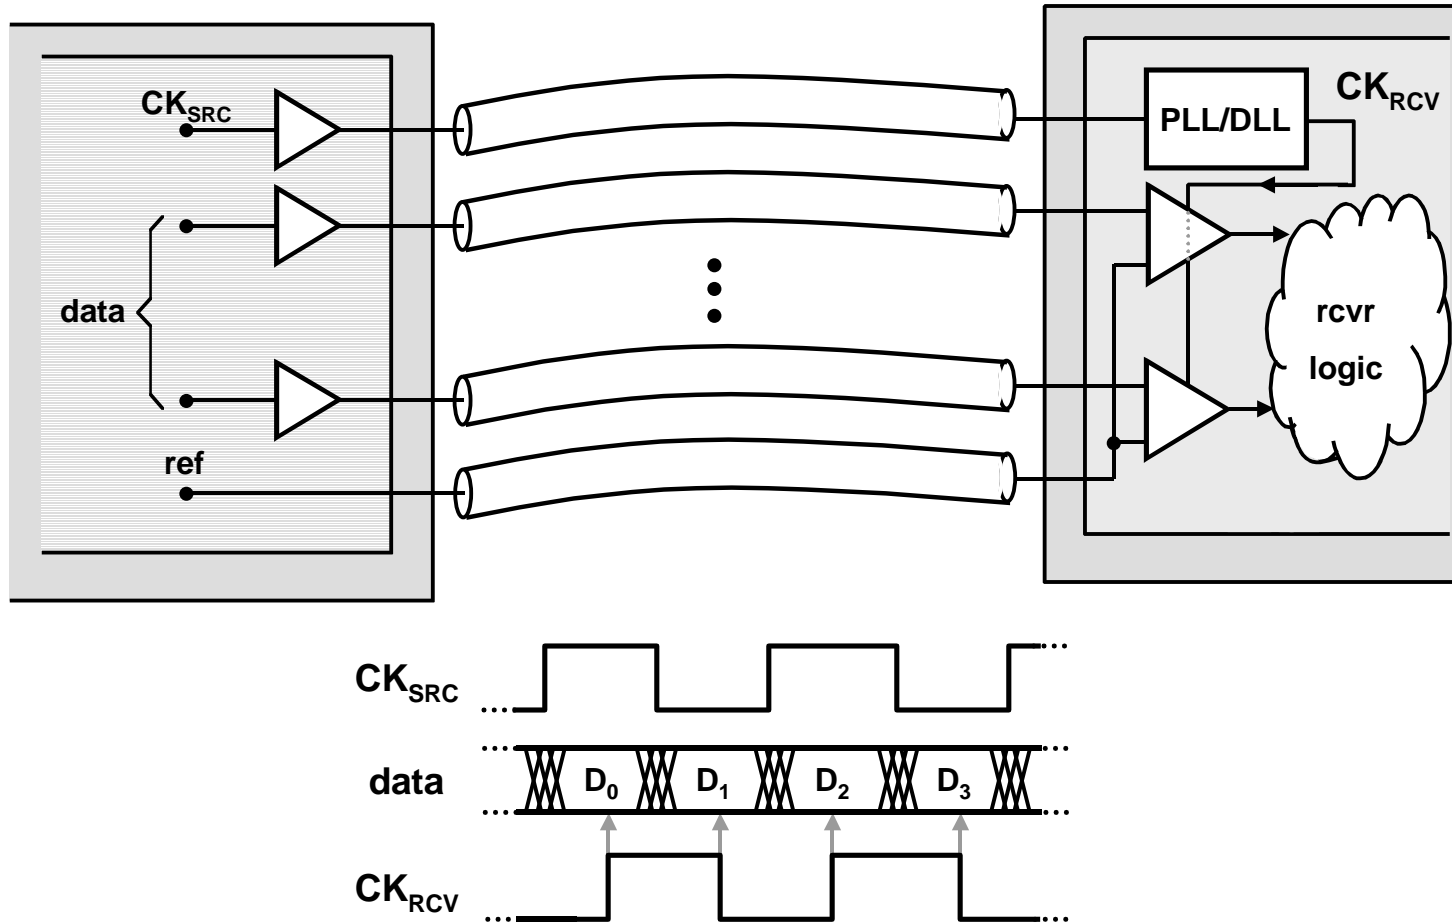 CK_SRC
PLL/DLL
CK_RCV
data
rcvr
logic
ref
CK_SRC
data D_0 D_1 D_2 D_3
CK_RCV